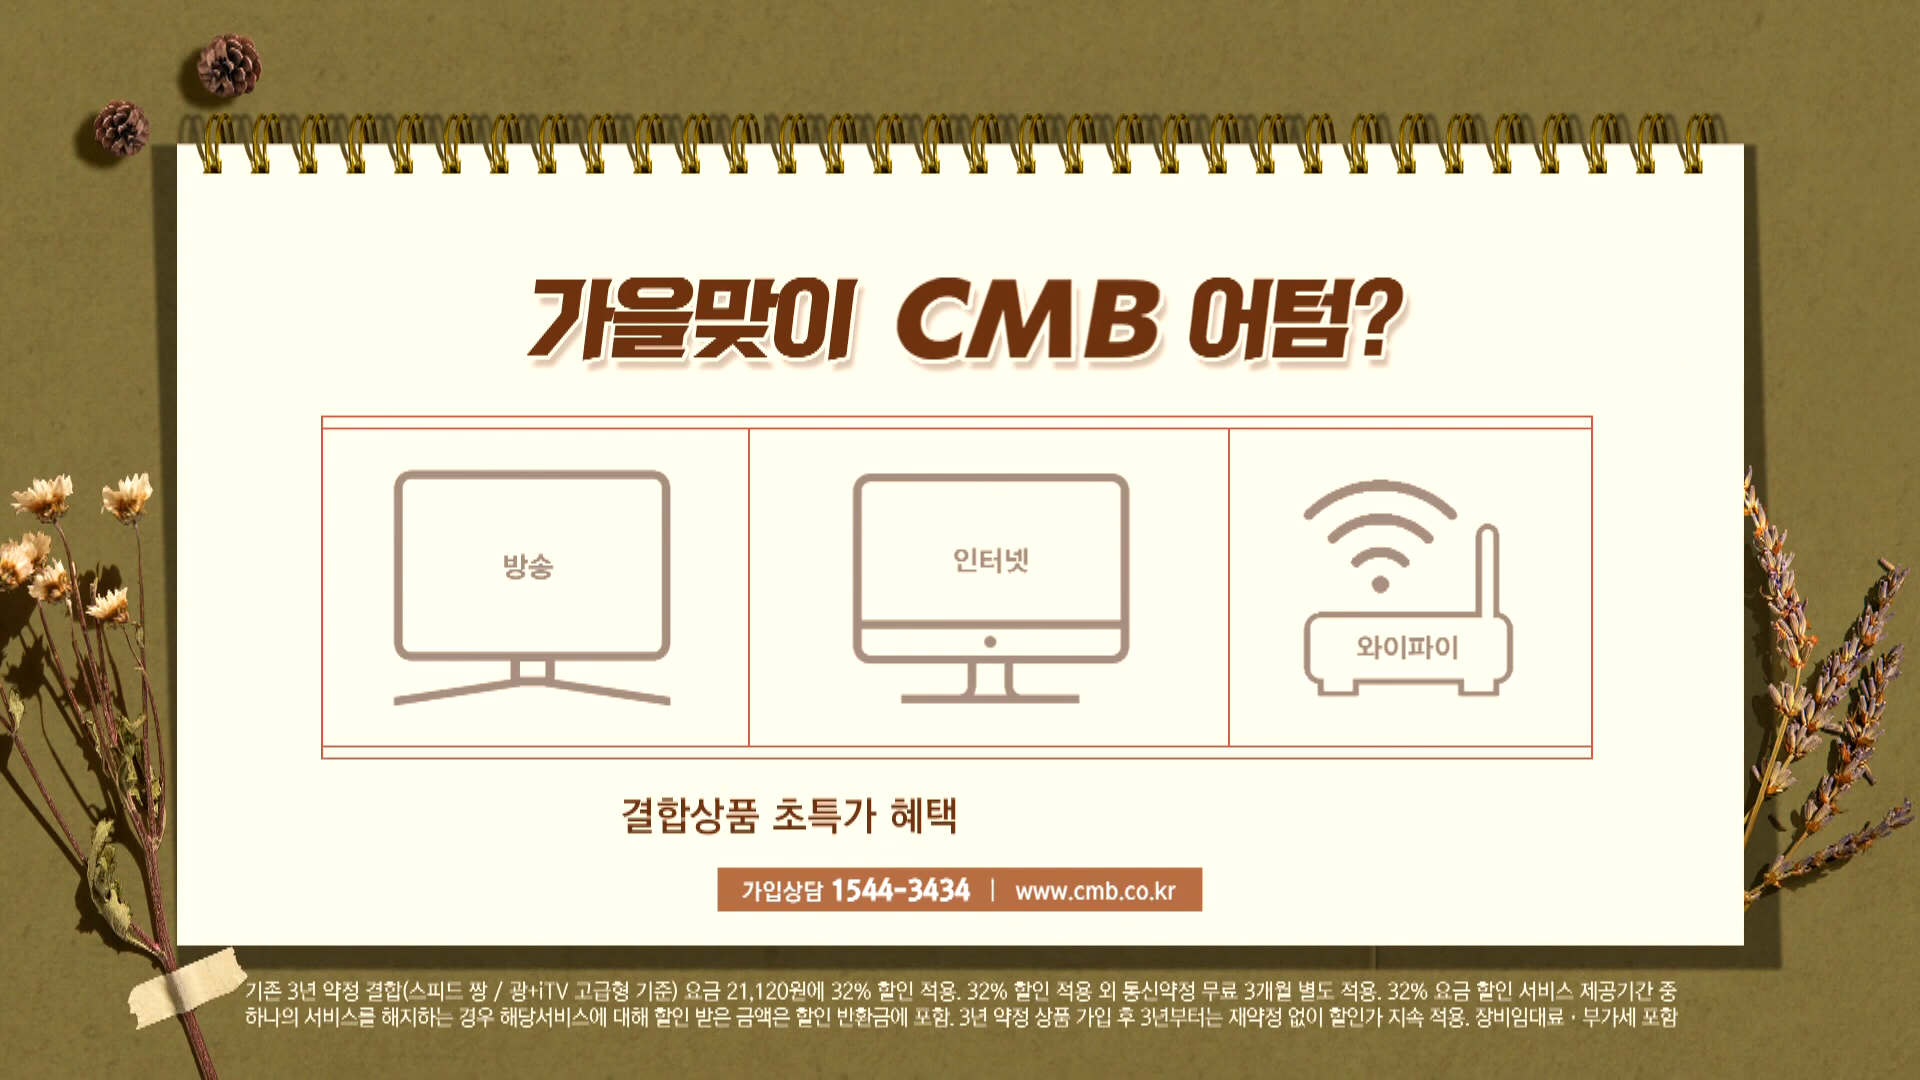 가을맞이 CMB 어텀?
방송
인터넷
와이파이
결합상품 초특가 혜택
가입상담 1544-3434 | www.cmb.co.kr
기존 3년 약정 결합(스피드 짱 / 광+iTV 고급형 기준) 요금 21,120원에 32% 할인 적용. 32% 할인 적용 외 통신약정 무료 3개월 별도 적용. 32% 요금 할인 서비스 제공기간 중
하나의 서비스를 해지하는 경우 해당서비스에 대해 할인 받은 금액은 할인 반환금에 포함. 3년 약정 상품 가입 후 3년부터는 재약정 없이 할인가 지속 적용. 장비임대료 · 부가세 포함